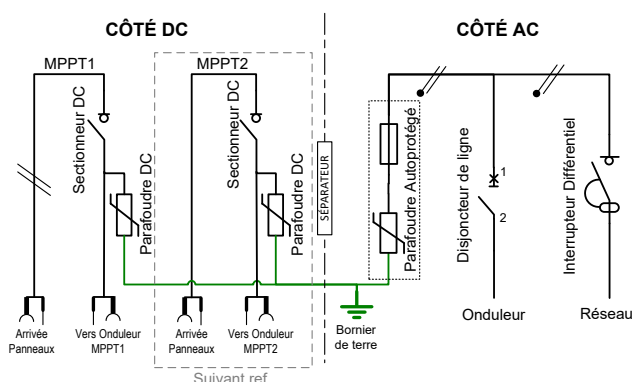 CÔTÉ DC
CÔTÉ AC
MPPT1
MPPT2
Sectionneur DC
Parafoudre DC
Sectionneur DC
Parafoudre DC
SÉPARATEUR
Parafoudre Autoprotégé
Disjoncteur de ligne
1
2
Interrupteur Différentiel
Arrivée
Panneaux
Vers Onduleur
MPPT1
Arrivée
Panneaux
Vers Onduleur
MPPT2
Bornier
de terre
Onduleur
Réseau
Suivant ref